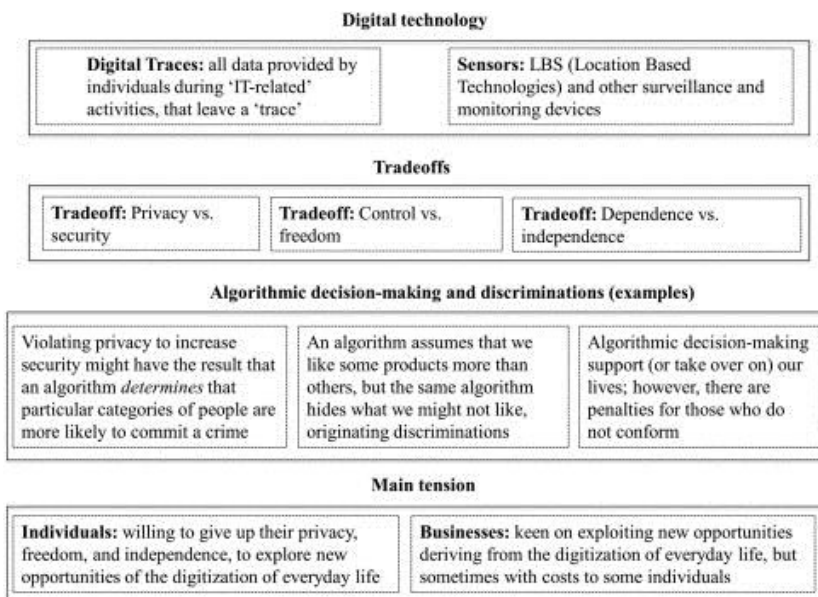 Digital technology
Digital Traces: all data provided by
individuals during ‘IT-related’
activities, that leave a ‘trace’
Sensors: LBS (Location Based
Technologies) and other surveillance and
monitoring devices
Tradeoffs
Tradeoff: Privacy vs.
security
Tradeoff: Control vs.
freedom
Tradeoff: Dependence vs.
independence
Algorithmic decision-making and discriminations (examples)
Violating privacy to increase
security might have the result that
an algorithm determines that
particular categories of people are
more likely to commit a crime
An algorithm assumes that we
like some products more than
others, but the same algorithm
hides what we might not like,
originating discriminations
Algorithmic decision-making
support (or take over on) our
lives; however, there are
penalties for those who do
not conform
Main tension
Individuals: willing to give up their privacy,
freedom, and independence, to explore new
opportunities of the digitization of everyday life
Businesses: keen on exploiting new opportunities
deriving from the digitization of everyday life, but
sometimes with costs to some individuals